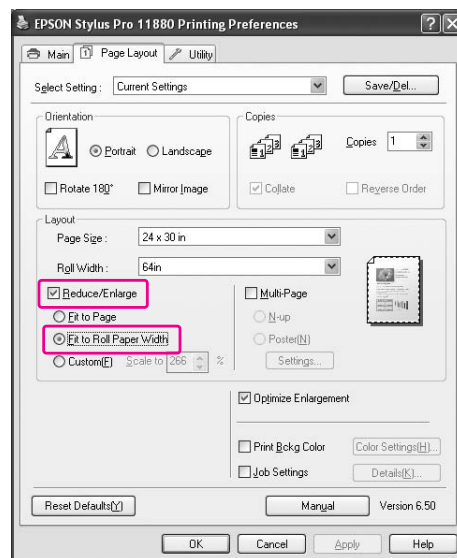 EPSON Stylus Pro 11880 Printing Preferences
Main Page Layout Utility
Select Setting : Current Settings Save/Del...
Orientation Copies
A Portrait Landscape Copies 1
Rotate 180° Mirror Image Collate Reverse Order
Layout
Page Size : 24 x 30 in
Roll Width : 64in
Reduce/Enlarge Multi-Page
Fit to Page N-up
Fit to Roll Paper Width Poster(N)
Custom(F) Scale to 266 % Settings...
Optimize Enlargement
Print Bckg Color Color Settings(H)...
Job Settings Details(K)...
Reset Defaults(Y) Manual Version 6.50
OK Cancel Apply Help